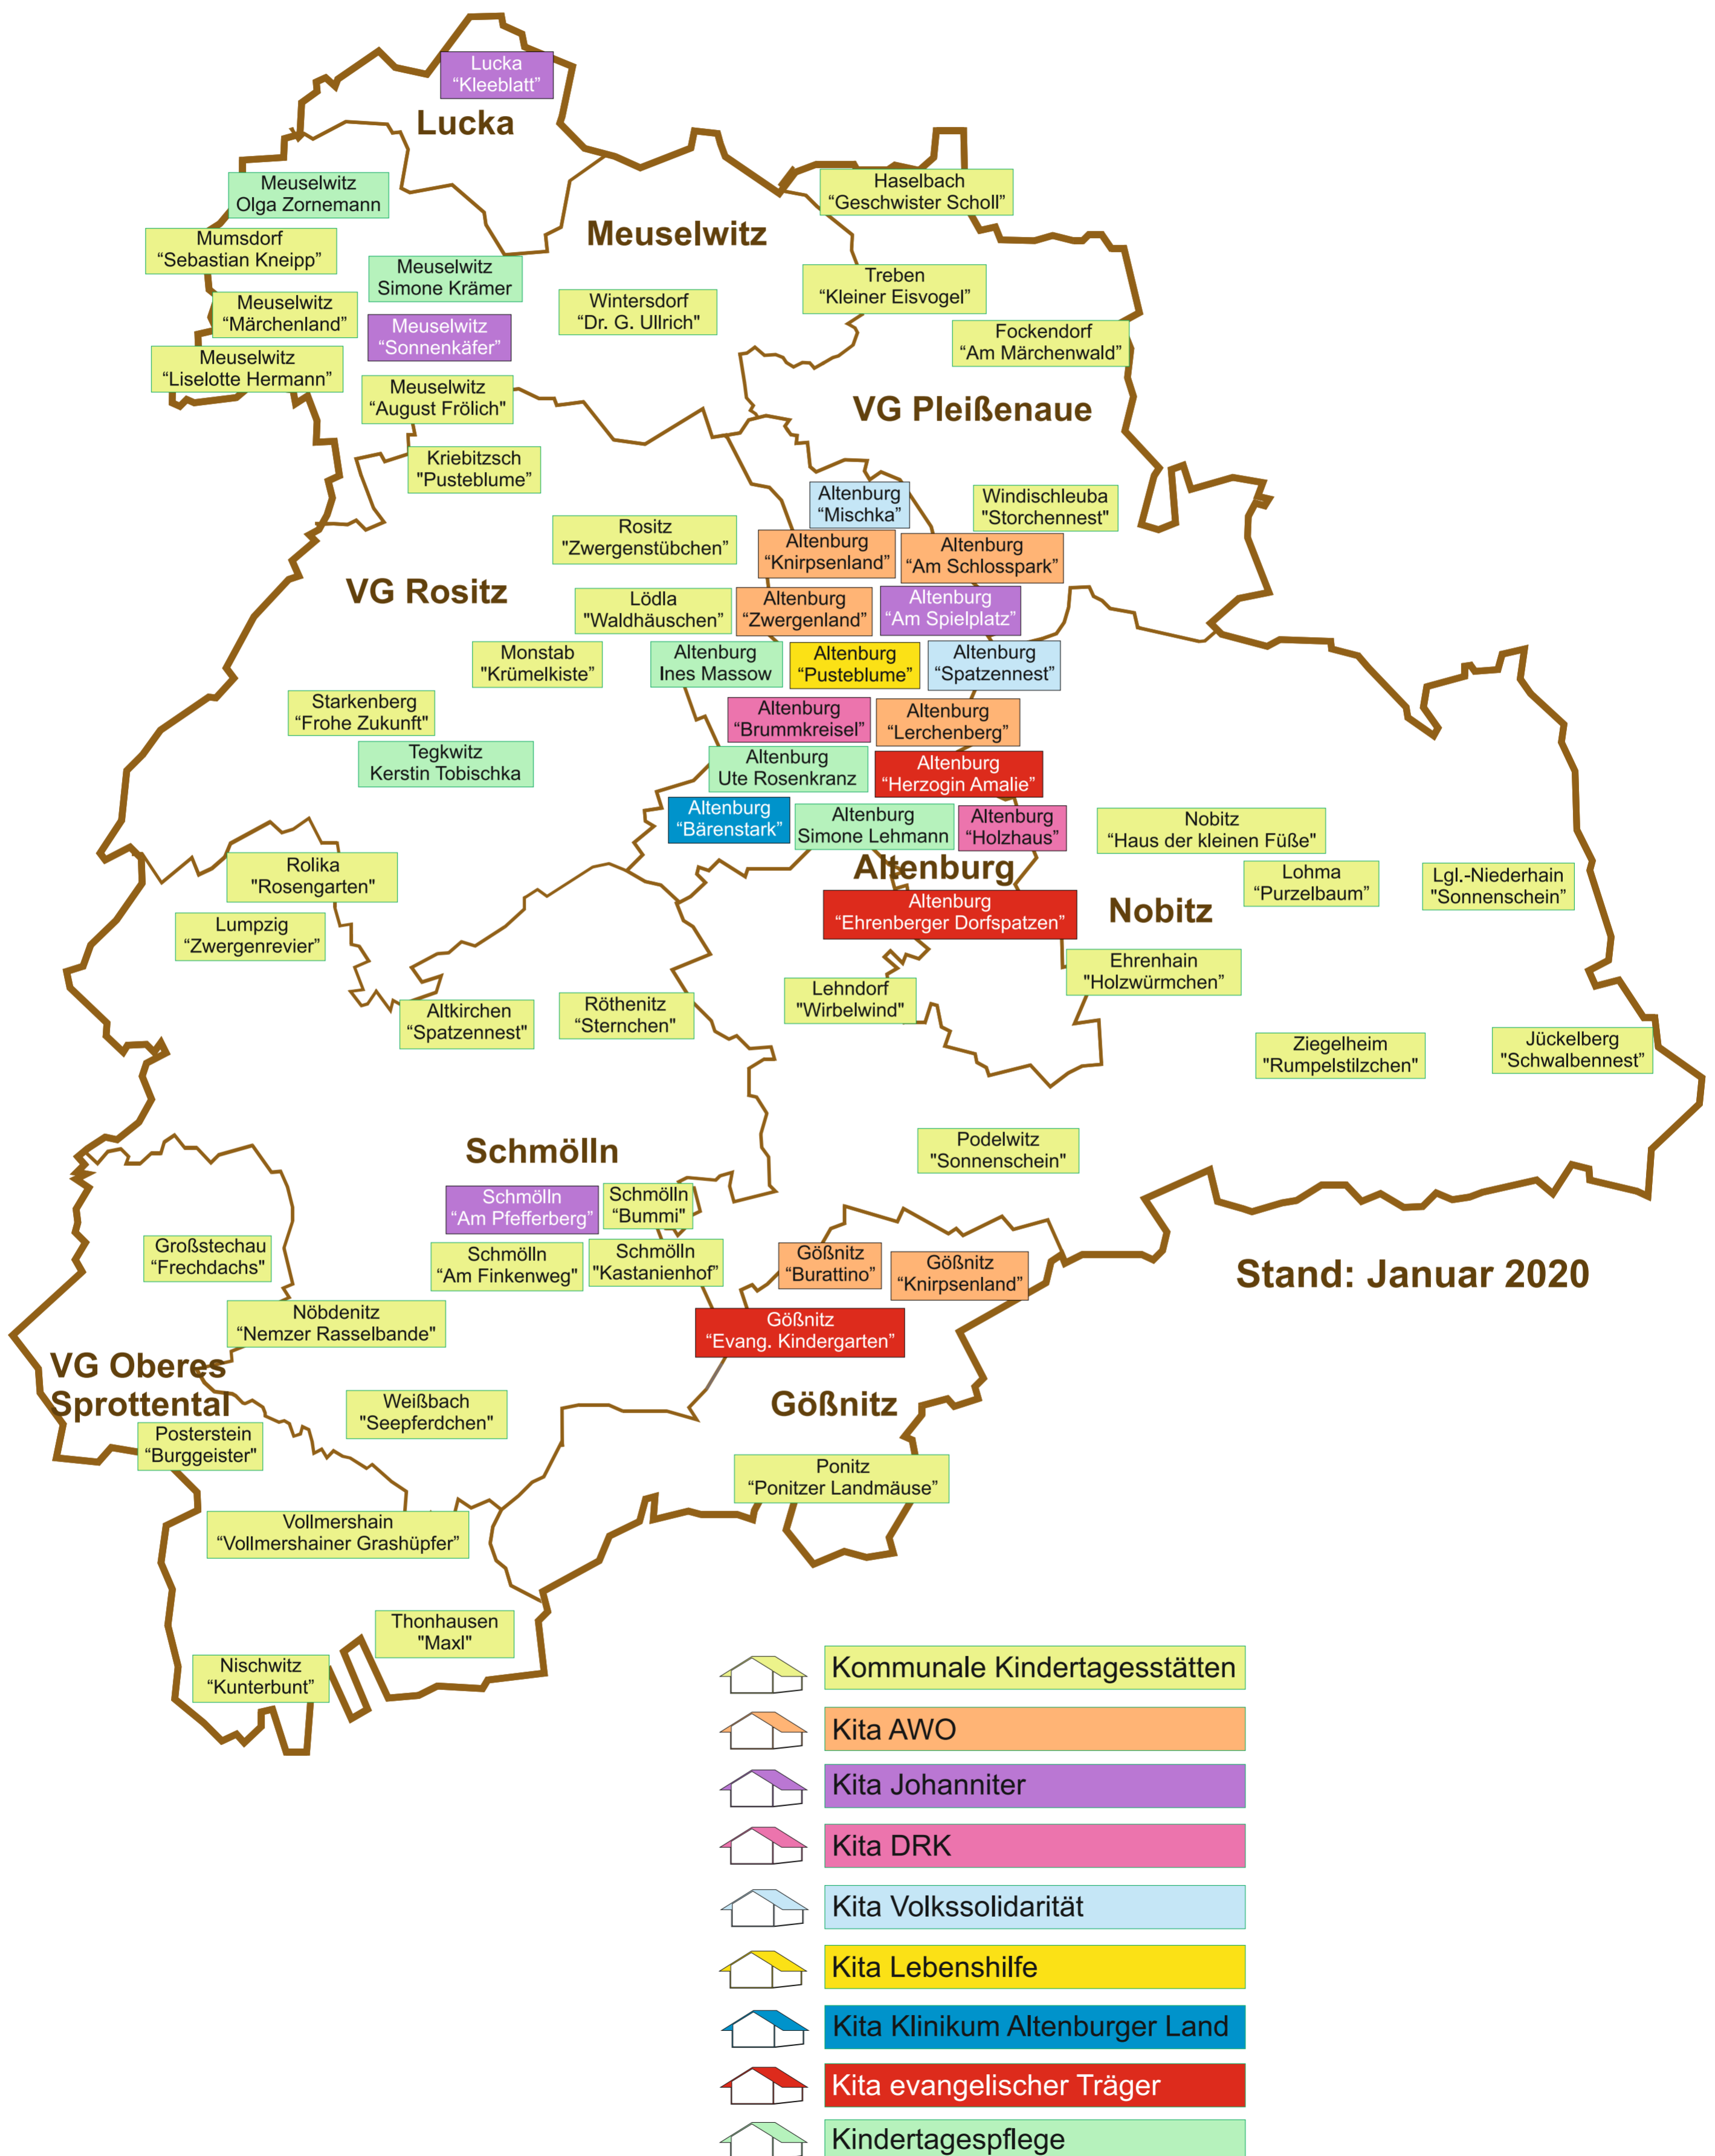 Lucka
“Kleeblatt”
Lucka
Meuselwitz
Olga Zornemann
Haselbach
“Geschwister Scholl”
Mumsdorf
“Sebastian Kneipp”
Meuselwitz
Meuselwitz
Simone Krämer
Treben
“Kleiner Eisvogel”
Meuselwitz
“Märchenland”
Wintersdorf
“Dr. G. Ullrich"
Meuselwitz
“Sonnenkäfer”
Fockendorf
“Am Märchenwald”
Meuselwitz
“Liselotte Hermann”
Meuselwitz
“August Frölich"
VG Pleißenaue
Kriebitzsch
"Pusteblume”
Altenburg
“Mischka”
Windischleuba
"Storchennest"
Rositz
"Zwergenstübchen”
Altenburg
“Knirpsenland”
Altenburg
“Am Schlosspark”
VG Rositz
Lödla
"Waldhäuschen”
Altenburg
“Zwergenland”
Altenburg
“Am Spielplatz”
Monstab
"Krümelkiste”
Altenburg
Ines Massow
Altenburg
"Pusteblume”
Altenburg
“Spatzennest”
Starkenberg
“Frohe Zukunft"
Altenburg
“Brummkreisel”
Altenburg
“Lerchenberg”
Tegkwitz
Kerstin Tobischka
Altenburg
Ute Rosenkranz
Altenburg
“Herzogin Amalie”
Altenburg
“Bärenstark”
Altenburg
Simone Lehmann
Altenburg
“Holzhaus”
Nobitz
“Haus der kleinen Füße"
Altenburg
Rolika
"Rosengarten”
Lohma
“Purzelbaum”
Lgl.-Niederhain
"Sonnenschein”
Altenburg
“Ehrenberger Dorfspatzen”
Nobitz
Lumpzig
“Zwergenrevier”
Ehrenhain
"Holzwürmchen”
Lehndorf
"Wirbelwind"
Altkirchen
“Spatzennest”
Röthenitz
“Sternchen”
Ziegelheim
"Rumpelstilzchen"
Jückelberg
"Schwalbennest”
Schmölln
Podelwitz
"Sonnenschein"
Schmölln
“Am Pfefferberg”
Schmölln
“Bummi”
Großstechau
“Frechdachs”
Schmölln
“Am Finkenweg"
Schmölln
"Kastanienhof”
Gößnitz
“Burattino”
Gößnitz
“Knirpsenland”
Stand: Januar 2020
Nöbdenitz
“Nemzer Rasselbande"
Gößnitz
“Evang. Kindergarten”
VG Oberes
Sprottental
Weißbach
"Seepferdchen”
Gößnitz
Posterstein
“Burggeister"
Ponitz
“Ponitzer Landmäuse”
Vollmershain
“Vollmershainer Grashüpfer”
Thonhausen
"Maxl"
Nischwitz
“Kunterbunt”
Kommunale Kindertagesstätten
Kita AWO
Kita Johanniter
Kita DRK
Kita Volkssolidarität
Kita Lebenshilfe
Kita Klinikum Altenburger Land
Kita evangelischer Träger
Kindertagespflege